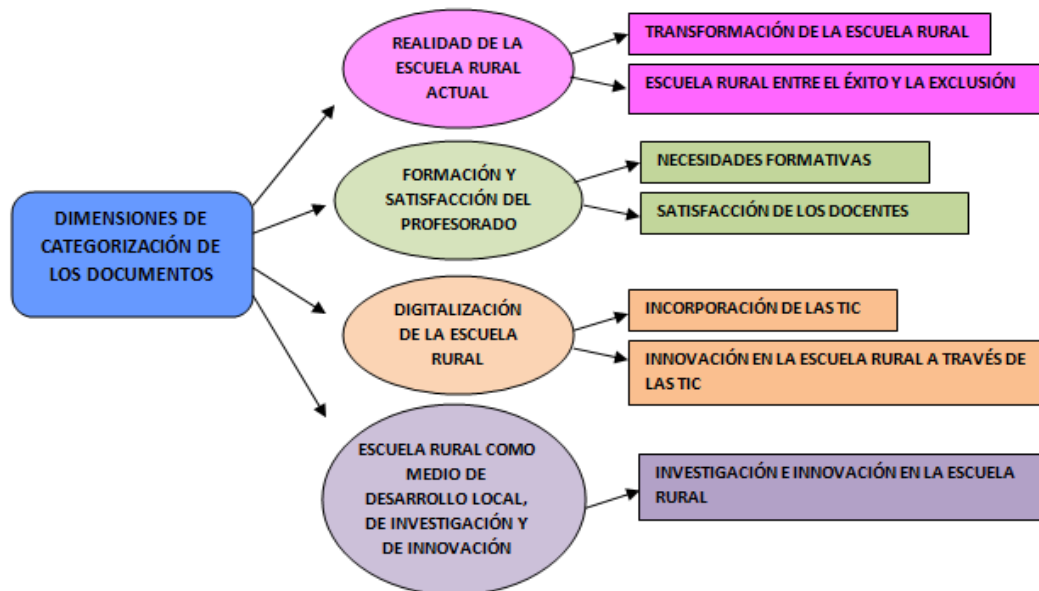 DIMENSIONES DE
CATEGORIZACIÓN DE
LOS DOCUMENTOS
REALIDAD DE LA
ESCUELA RURAL
ACTUAL
TRANSFORMACIÓN DE LA ESCUELA RURAL
ESCUELA RURAL ENTRE EL ÉXITO Y LA EXCLUSIÓN
FORMACIÓN Y
SATISFACCIÓN DEL
PROFESORADO
NECESIDADES FORMATIVAS
SATISFACCIÓN DE LOS DOCENTES
DIGITALIZACIÓN
DE LA ESCUELA
RURAL
INCORPORACIÓN DE LAS TIC
INNOVACIÓN EN LA ESCUELA RURAL A TRAVÉS DE
LAS TIC
ESCUELA RURAL COMO
MEDIO DE
DESARROLLO LOCAL,
DE INVESTIGACIÓN Y
DE INNOVACIÓN
INVESTIGACIÓN E INNOVACIÓN EN LA ESCUELA
RURAL